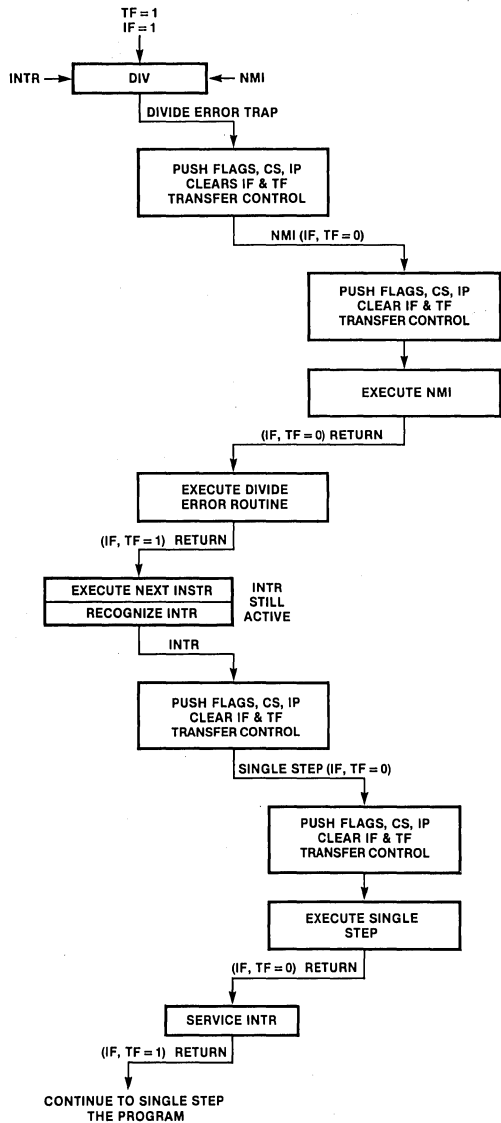 TF=1
IF=1
INTR
DIV
NMI
DIVIDE ERROR TRAP
PUSH FLAGS, CS, IP
CLEARS IF & TF
TRANSFER CONTROL
NMI (IF, TF=0)
PUSH FLAGS, CS, IP
CLEAR IF & TF
TRANSFER CONTROL
EXECUTE NMI
(IF, TF=0) RETURN
EXECUTE DIVIDE
ERROR ROUTINE
(IF, TF=1) RETURN
EXECUTE NEXT INSTR
RECOGNIZE INTR
INTR
STILL
ACTIVE
INTR
PUSH FLAGS, CS, IP
CLEAR IF & TF
TRANSFER CONTROL
SINGLE STEP (IF, TF=0)
PUSH FLAGS, CS, IP
CLEAR IF & TF
TRANSFER CONTROL
EXECUTE SINGLE
STEP
(IF, TF=0) RETURN
SERVICE INTR
(IF, TF=1) RETURN
CONTINUE TO SINGLE STEP
THE PROGRAM